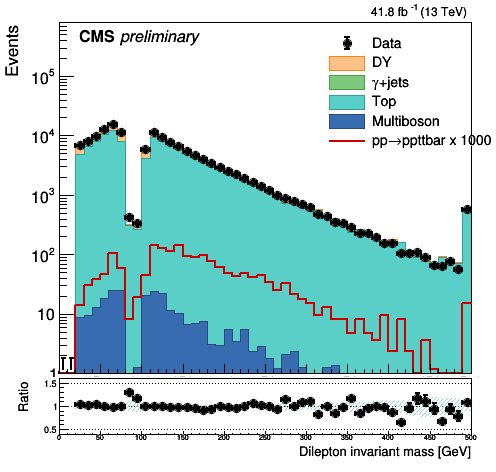 41.8 fb⁻¹ (13 TeV)
CMS preliminary
Events
Data
DY
γ+jets
Top
Multiboson
pp→ppttbar x 1000
10⁵
10⁴
10³
10²
10
1
Ratio
1.5
1
0.5
0 50 100 150 200 250 300 350 400 450 500
Dilepton invariant mass [GeV]